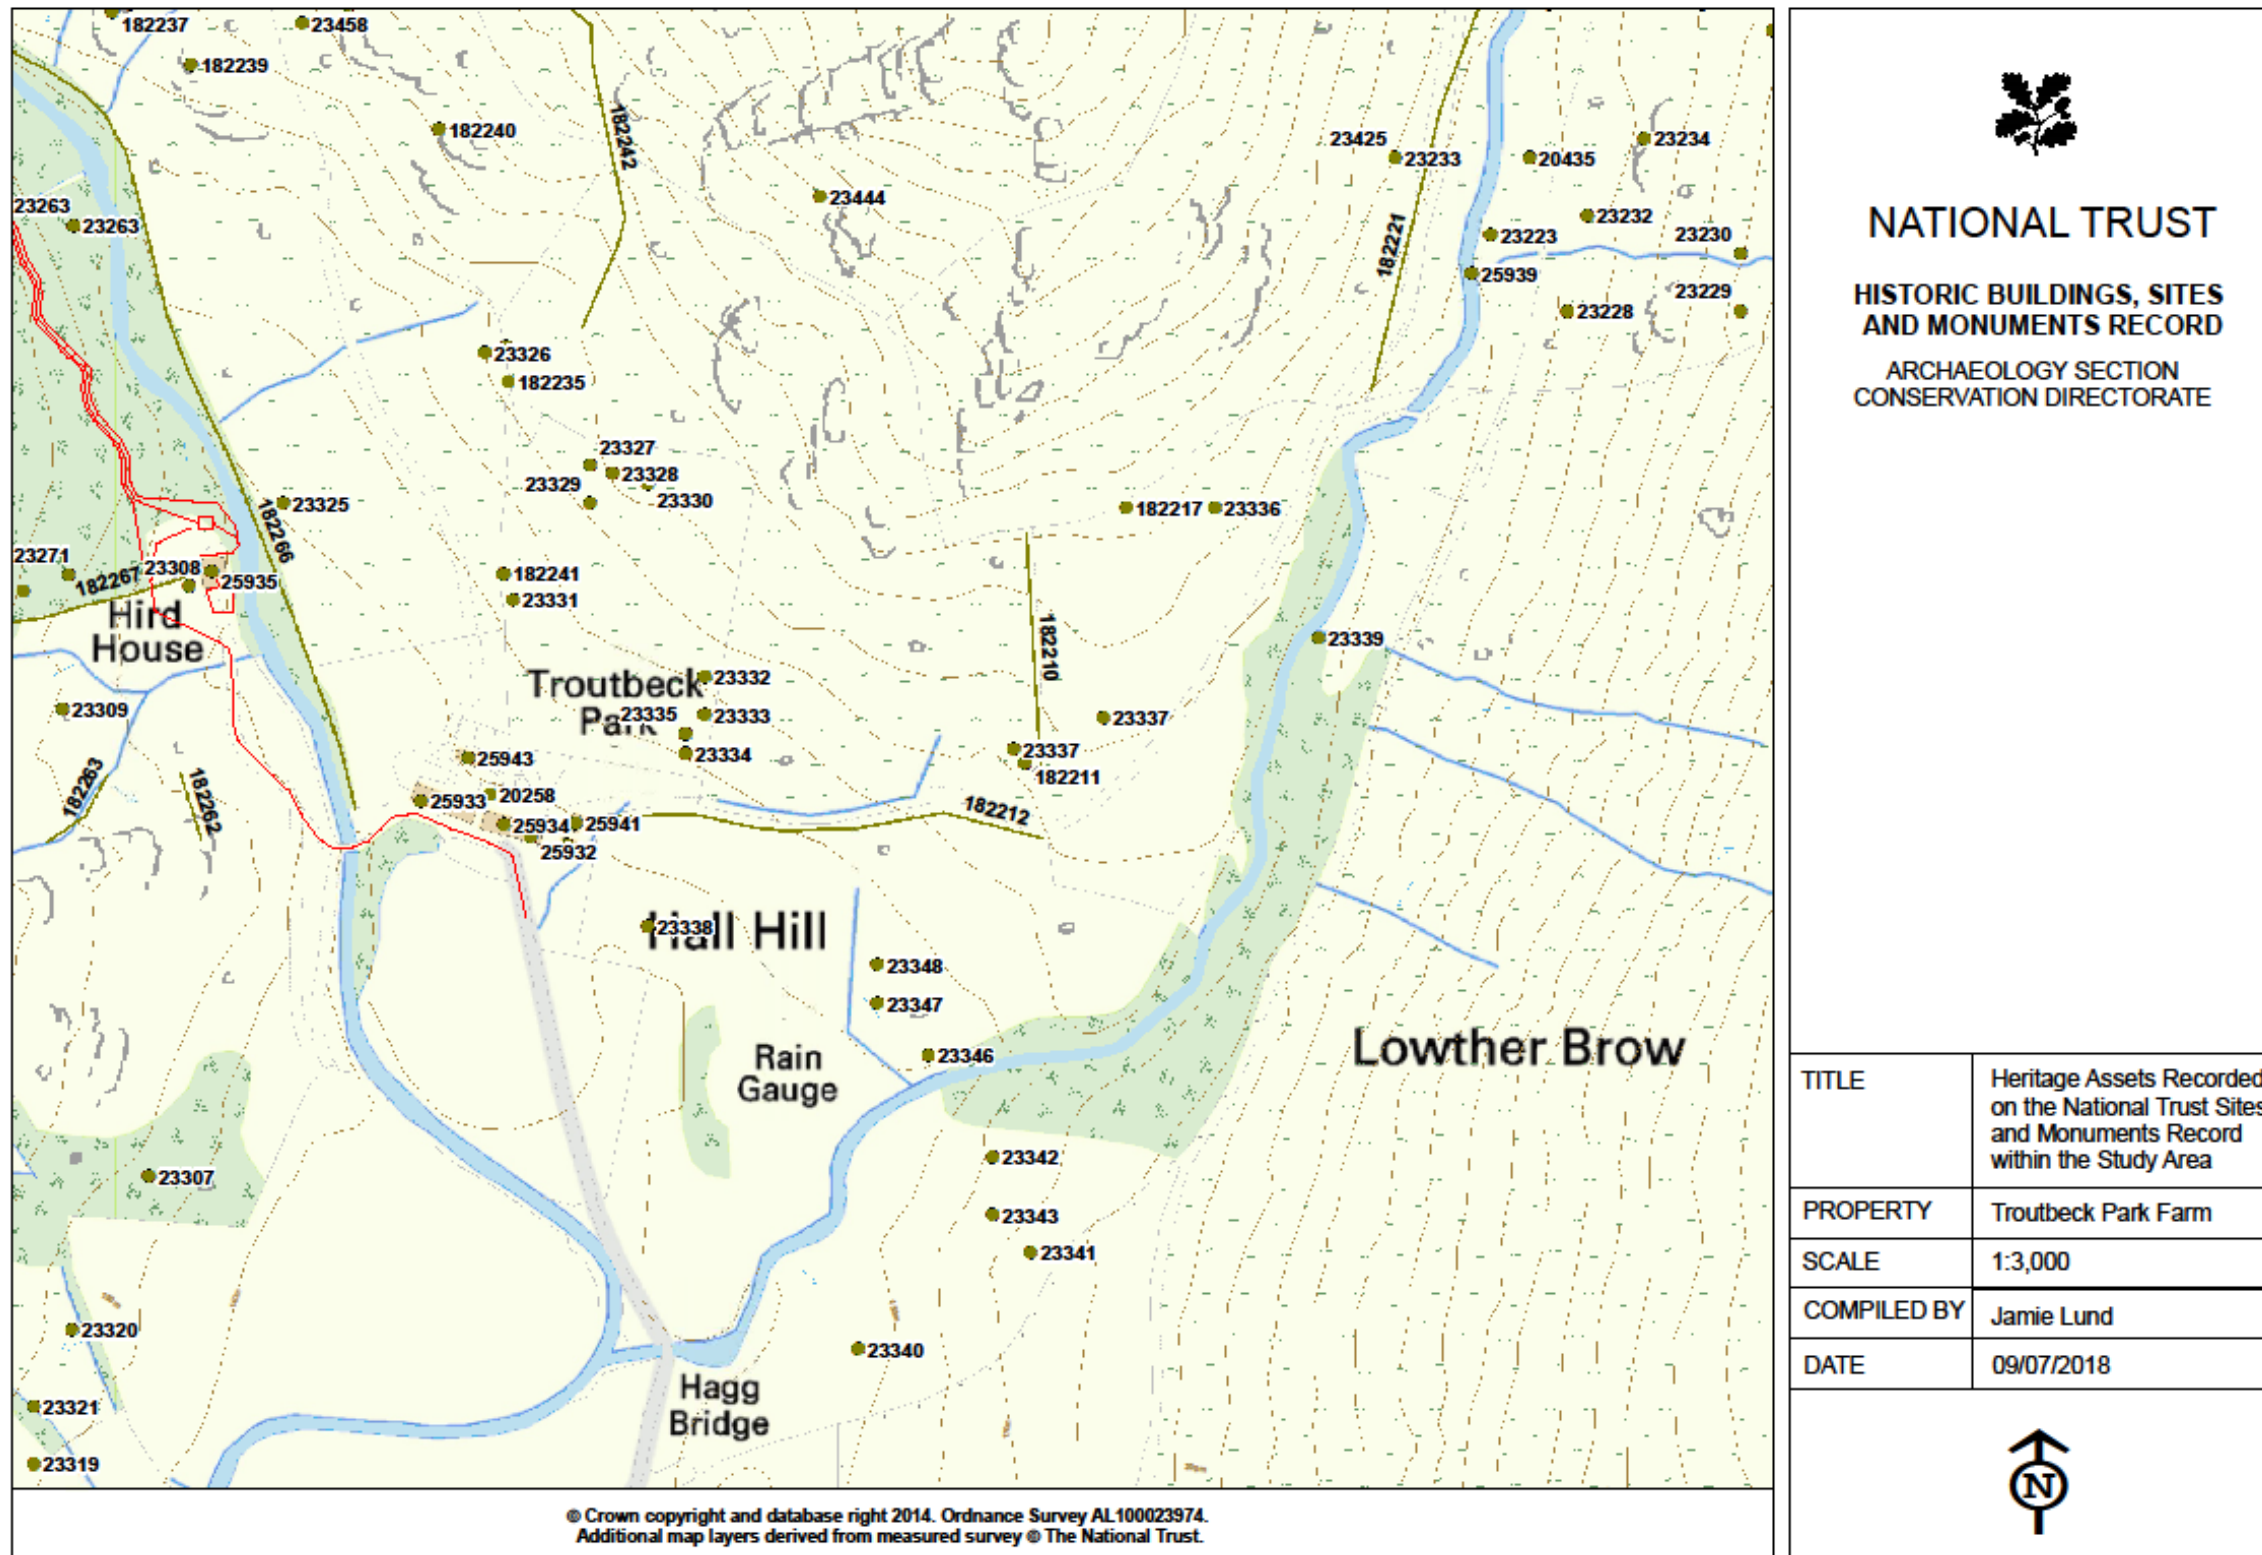 182237
23458
182239
182240
182242
23444
23425
23233
20435
23234
23263
23263
23232
23223
23230
182221
25939
23228
23229
23326
182235
23327
23328
23329
23330
23325
182266
182217
23336
23271
182267
23308
25935
182241
23331
Hird
House
182210
23339
Troutbeck
Park
23332
23335
23333
23334
23309
23337
23337
182211
182263
182262
25943
25933
20258
25934
25941
25932
182212
23338
Hall Hill
23348
23347
23346
Rain
Gauge
Lowther Brow
23307
23342
23343
23341
23320
23340
23321
Hagg
Bridge
23319
© Crown copyright and database right 2014. Ordnance Survey AL100023974.
Additional map layers derived from measured survey © The National Trust.
NATIONAL TRUST
HISTORIC BUILDINGS, SITES
AND MONUMENTS RECORD
ARCHAEOLOGY SECTION
CONSERVATION DIRECTORATE
TITLE
Heritage Assets Recorded
on the National Trust Sites
and Monuments Record
within the Study Area
PROPERTY
Troutbeck Park Farm
SCALE
1:3,000
COMPILED BY
Jamie Lund
DATE
09/07/2018
N